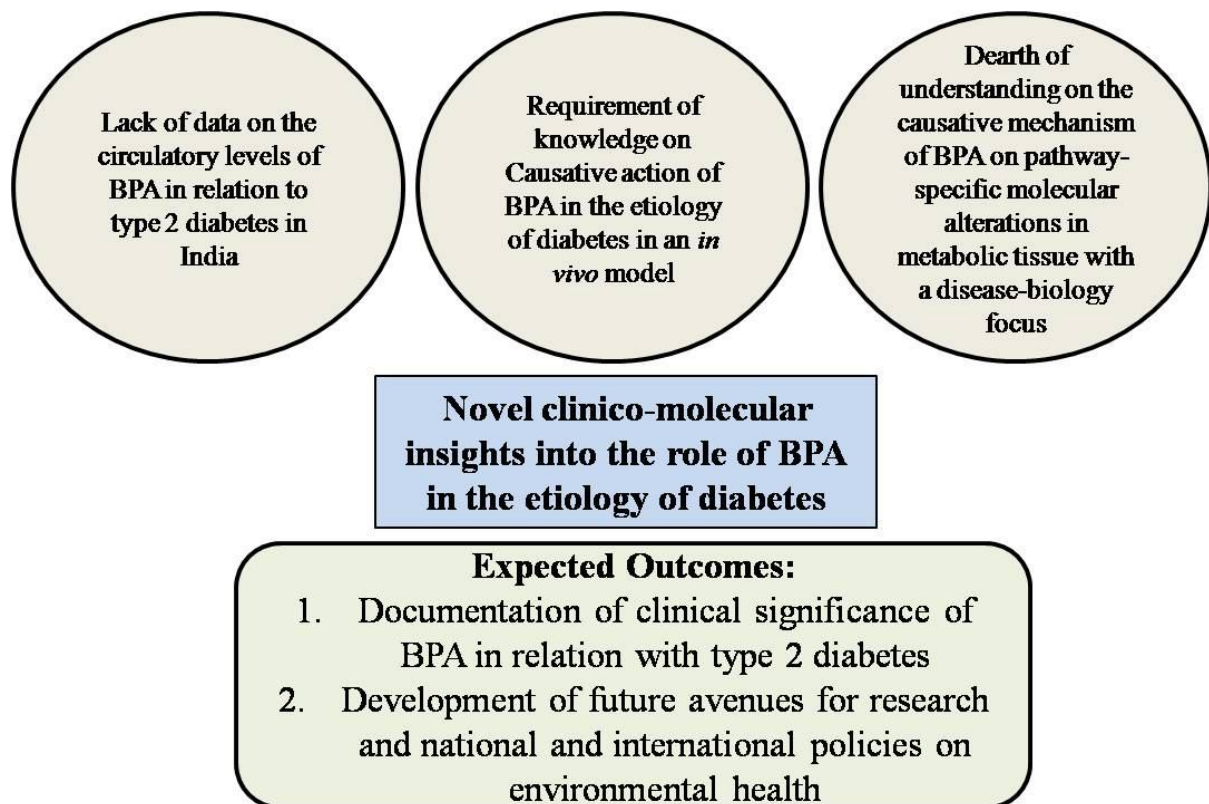 Lack of data on the
circulatory levels of
BPA in relation to
type 2 diabetes in
India
Requirement of
knowledge on
Causative action of
BPA in the etiology
of diabetes in an in
vivo model
Dearth of
understanding on the
causative mechanism
of BPA on pathway-
specific molecular
alterations in
metabolic tissue with
a disease-biology
focus
Novel clinico-molecular
insights into the role of BPA
in the etiology of diabetes
Expected Outcomes:
1. Documentation of clinical significance of
BPA in relation with type 2 diabetes
2. Development of future avenues for research
and national and international policies on
environmental health